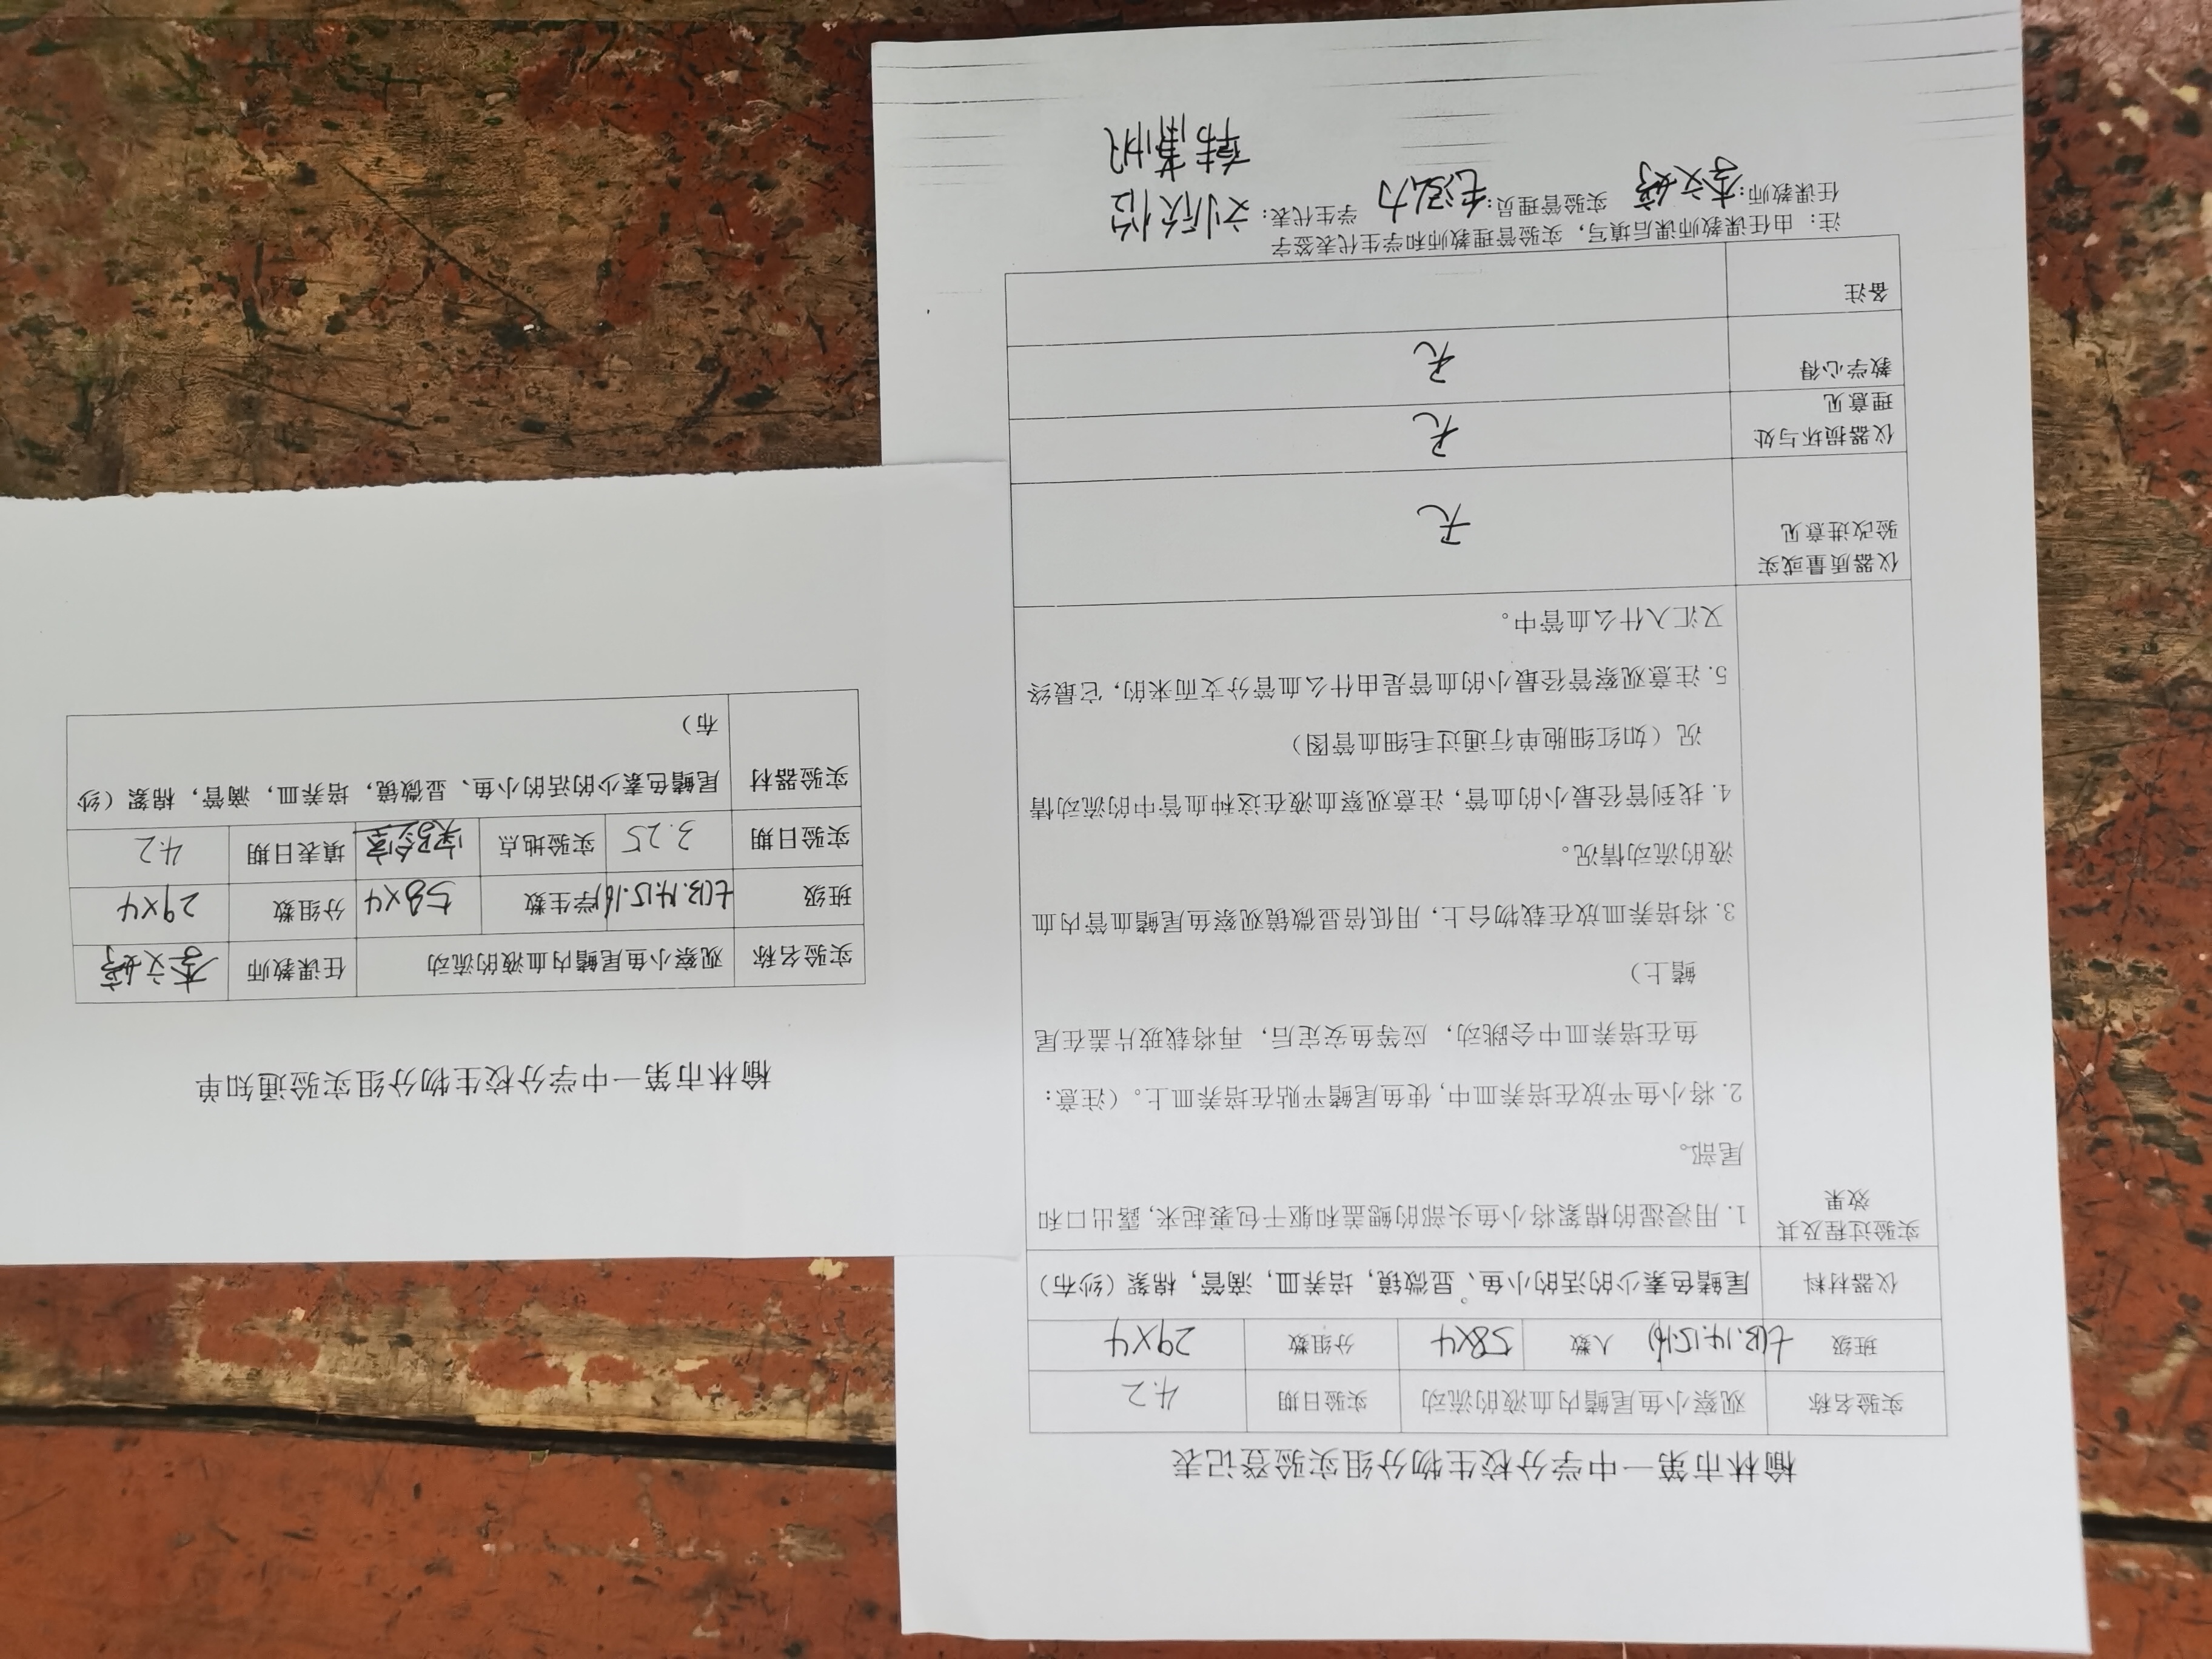 榆林市第一中学分校生物分组实验登记表
实验名称 观察小鱼尾鳍内血液的流动 实验日期 4.2
班级 七(13.14.15.16) 人数 58×4 分组数 29×4
仪器材料 尾鳍色素少的活的小鱼、显微镜，培养皿，滴管，棉絮（纱布）
实验过程及其
效果
1. 用浸湿的棉絮将小鱼头部的鳃盖和躯干包裹起来，露出口和
尾部。
2. 将小鱼平放在培养皿中，使鱼尾鳍平贴在培养皿上。（注意：
鱼在培养皿中会跳动，应等鱼安定后，再将载玻片盖在尾
鳍上）
3. 将培养皿放在载物台上，用低倍显微镜观察鱼尾鳍血管内血
液的流动情况。
4. 找到管径最小的血管，注意观察血液在这种血管中的流动情
况（如红细胞单行通过毛细血管图）
5. 注意观察管径最小的血管是由什么血管分支而来的，它最终
又汇入什么血管中。
仪器质量或实
验改进意见
无
仪器损坏与处
理意见
无
教学心得 无
备注
注：由任课教师课后填写，实验管理教师和学生代表签字
任课教师：李文婷 实验管理员： 学生代表：刘欣怡
韩萧帆
榆林市第一中学分校生物分组实验通知单
实验名称 观察小鱼尾鳍内血液的流动 任课教师 李文婷
班级 七(13.14.15.16) 学生数 58×4 分组数 29×4
实验日期 3.25 实验地点 实验室 填表日期 4.2
实验器材 尾鳍色素少的活的小鱼、显微镜，培养皿，滴管，棉絮（纱
布）